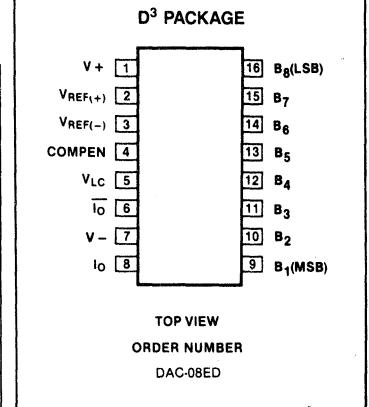 D³ PACKAGE
V+ 1 16 B₈(LSB)
VREF(+) 2 15 B₇
VREF(−) 3 14 B₆
COMPEN 4 13 B₅
VLC 5 12 B₄
I̅O̅ 6 11 B₃
V− 7 10 B₂
IO 8 9 B₁(MSB)
TOP VIEW
ORDER NUMBER
DAC-08ED